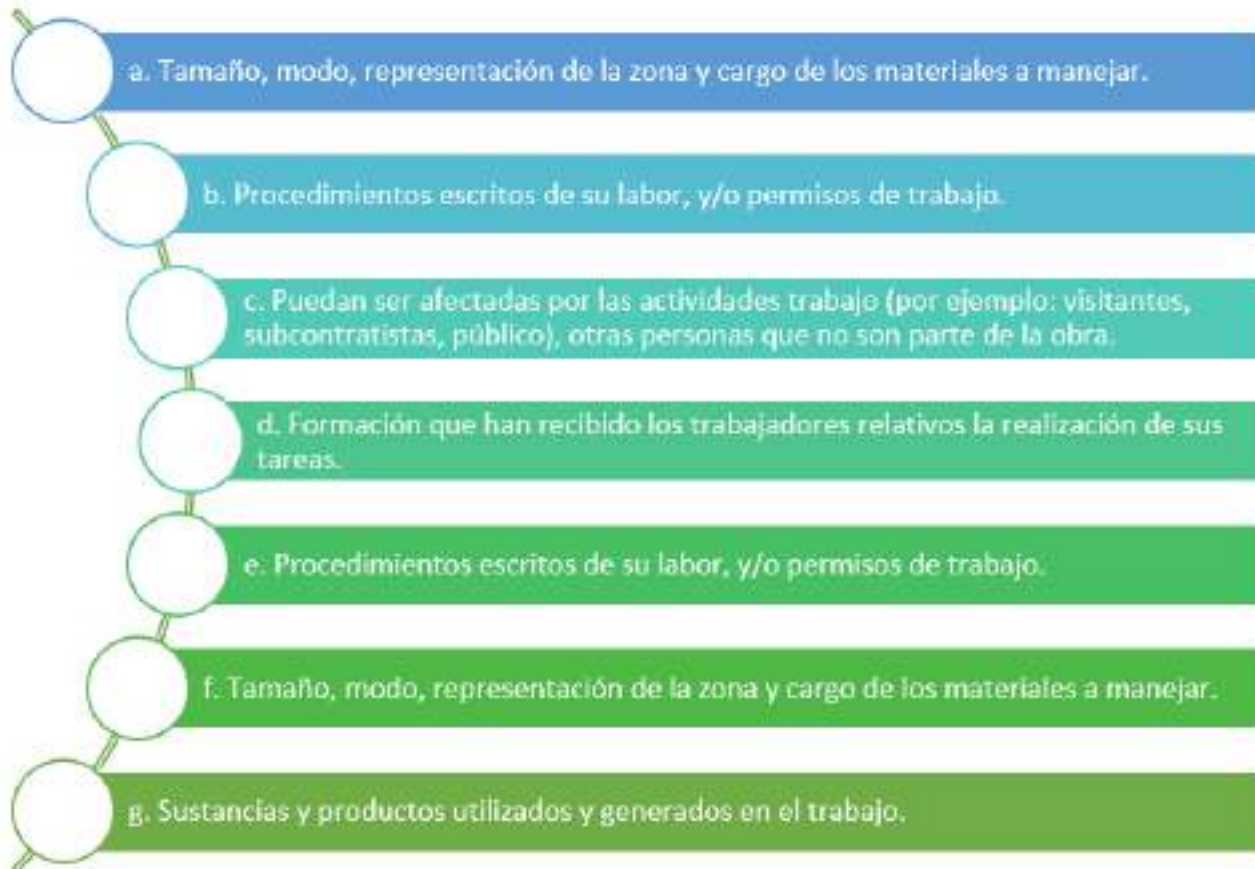 a. Tamaño, modo, representación de la zona y cargo de los materiales a manejar.
b. Procedimientos escritos de su labor, y/o permisos de trabajo.
c. Puedan ser afectadas por las actividades trabajo (por ejemplo: visitantes,
subcontratistas, público), otras personas que no son parte de la obra.
d. Formación que han recibido los trabajadores relativos la realización de sus
tareas.
e. Procedimientos escritos de su labor, y/o permisos de trabajo.
f. Tamaño, modo, representación de la zona y cargo de los materiales a manejar.
g. Sustancias y productos utilizados y generados en el trabajo.